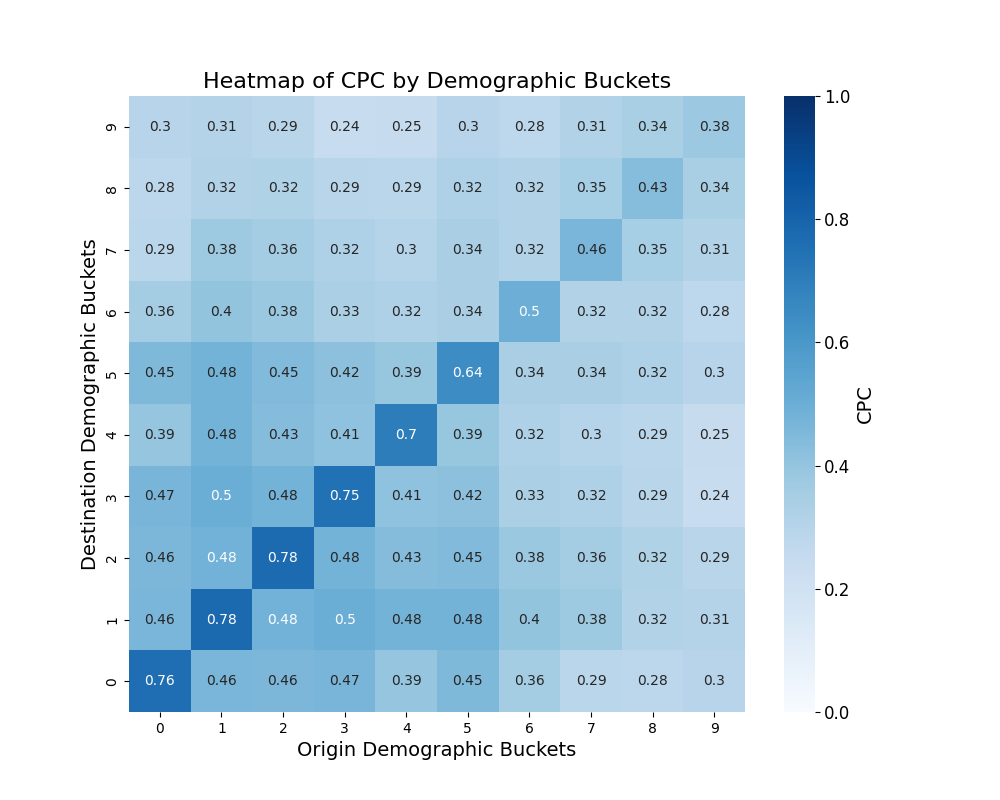 Heatmap of CPC by Demographic Buckets
9 0.3 0.31 0.29 0.24 0.25 0.3 0.28 0.31 0.34 0.38
8 0.28 0.32 0.32 0.29 0.29 0.32 0.32 0.35 0.43 0.34
7 0.29 0.38 0.36 0.32 0.3 0.34 0.32 0.46 0.35 0.31
6 0.36 0.4 0.38 0.33 0.32 0.34 0.5 0.32 0.32 0.28
5 0.45 0.48 0.45 0.42 0.39 0.64 0.34 0.34 0.32 0.3
4 0.39 0.48 0.43 0.41 0.7 0.39 0.32 0.3 0.29 0.25
3 0.47 0.5 0.48 0.75 0.41 0.42 0.33 0.32 0.29 0.24
2 0.46 0.48 0.78 0.48 0.43 0.45 0.38 0.36 0.32 0.29
1 0.46 0.78 0.48 0.5 0.48 0.48 0.4 0.38 0.32 0.31
0 0.76 0.46 0.46 0.47 0.39 0.45 0.36 0.29 0.28 0.3
0 1 2 3 4 5 6 7 8 9
Origin Demographic Buckets
Destination Demographic Buckets
1.0
0.8
0.6
0.4
0.2
0.0
CPC